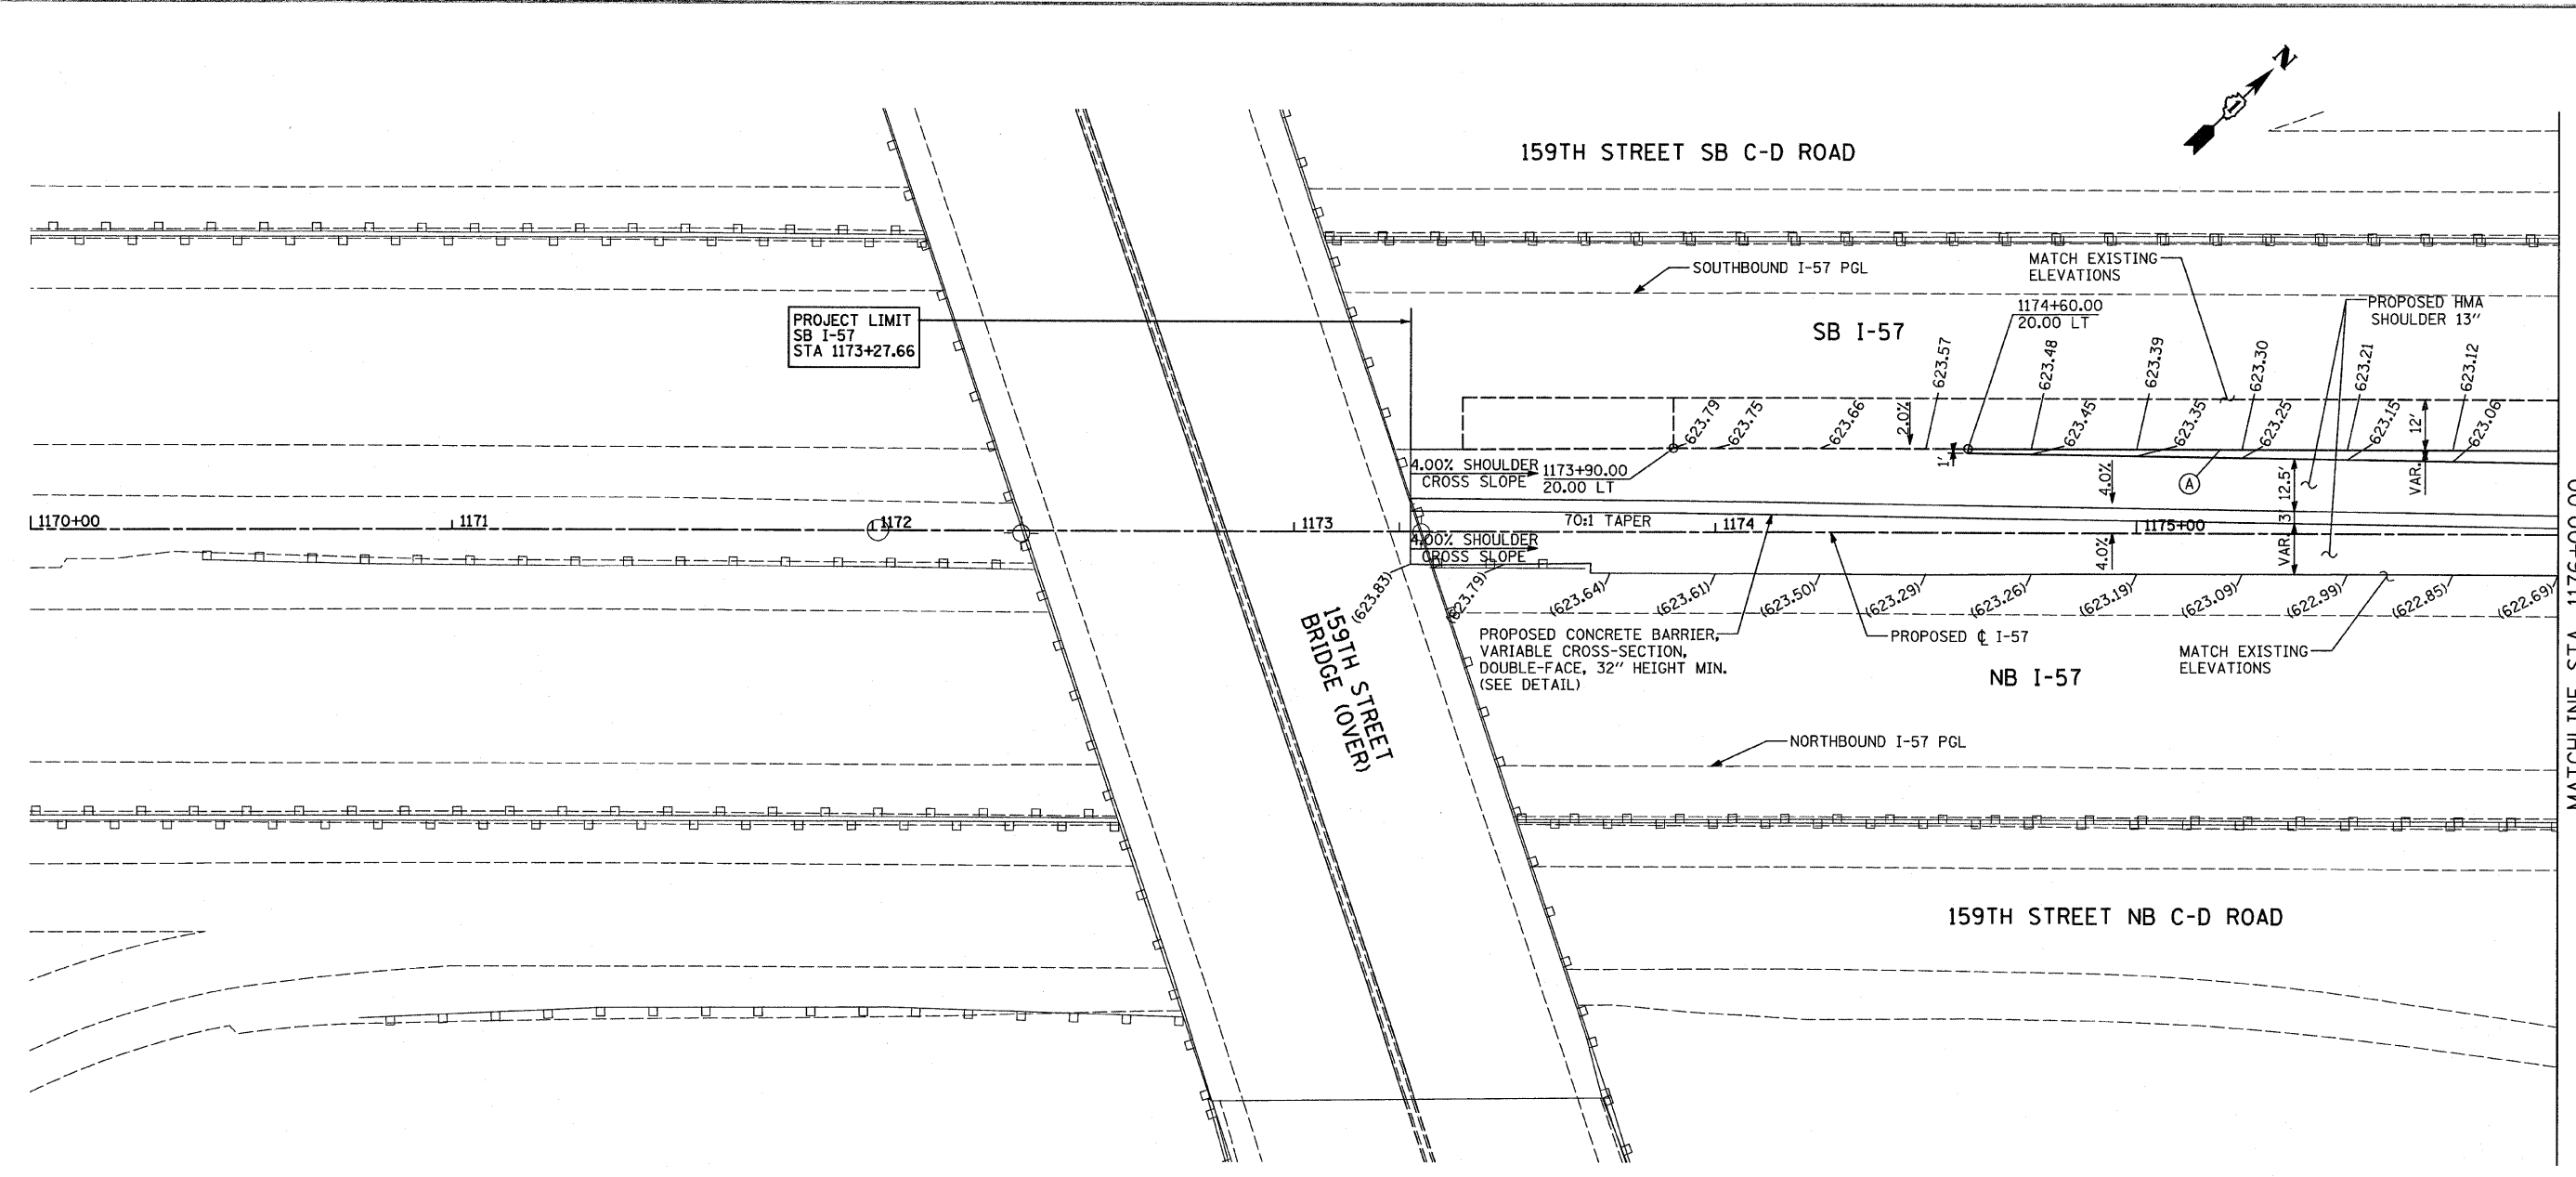 N
159TH STREET SB C-D ROAD
SOUTHBOUND I-57 PGL
MATCH EXISTING
ELEVATIONS
PROJECT LIMIT
SB I-57
STA 1173+27.66
SB I-57
1174+60.00
20.00 LT
PROPOSED HMA
SHOULDER 13"
623.57
623.48
623.39
623.30
623.21
623.12
623.79
623.75
623.66
2.0%
623.45
623.35
623.25
623.15
12'
623.06
4.00% SHOULDER
CROSS SLOPE
1173+90.00
20.00 LT
1'
4.0%
A
12.5'
VAR.
1170+00
1171
1172
1173
70:1 TAPER
1174
1175+00
3'
4.00% SHOULDER
CROSS SLOPE
4.0%
VAR.
(623.83)
(623.79)
(623.64)
(623.61)
(623.50)
(623.29)
(623.26)
(623.19)
(623.09)
(622.99)
(622.85)
(622.69)
159TH STREET
BRIDGE (OVER)
PROPOSED CONCRETE BARRIER,
VARIABLE CROSS-SECTION,
DOUBLE-FACE, 32" HEIGHT MIN.
(SEE DETAIL)
PROPOSED ℄ I-57
MATCH EXISTING
ELEVATIONS
NB I-57
NORTHBOUND I-57 PGL
159TH STREET NB C-D ROAD
MATCHLINE STA 1176+00.00